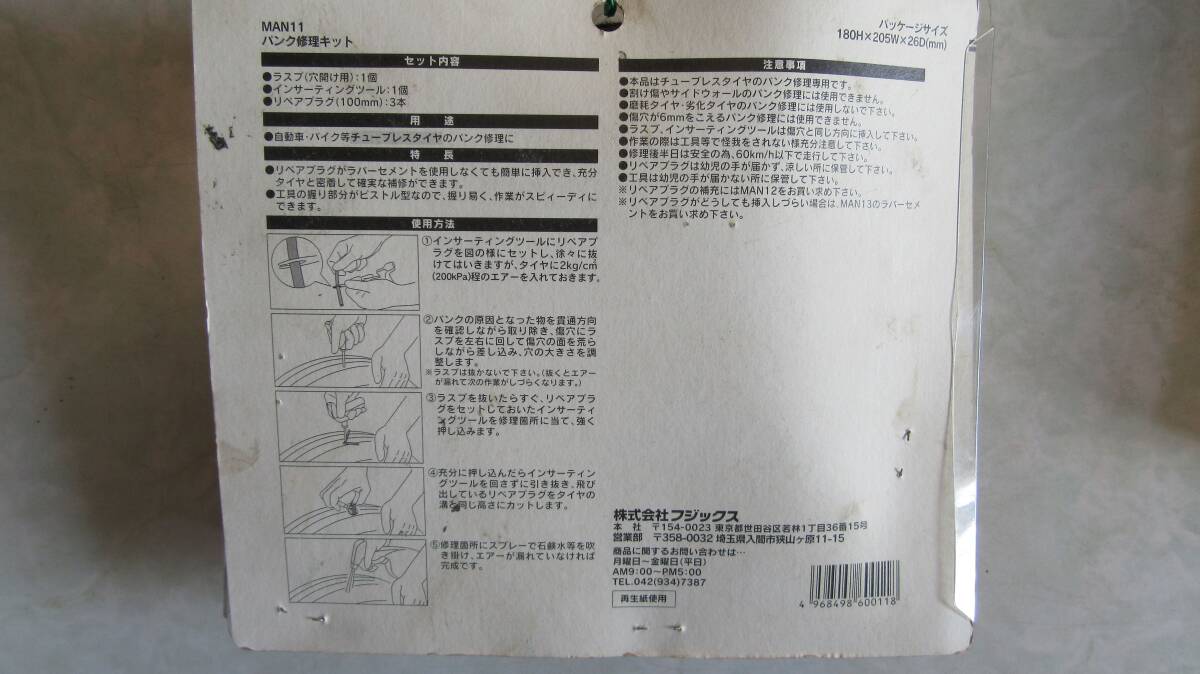 MAN11
パンク修理キット
パッケージサイズ
180H×205W×26D(mm)
セット内容
●ラスプ(穴開け用):1個
●インサーティングツール:1個
●リペアプラグ(100mm):3本
用 途
●自動車・バイク等チューブレスタイヤのパンク修理に
特 長
●リペアプラグがラバーセメントを使用しなくても簡単に挿入でき、充分
タイヤと密着して確実な補修ができます。
●工具の握り部分がピストル型なので、握り易く、作業がスピィーディに
できます。
使用方法
①インサーティングツールにリペアプ
ラグを図の様にセットし、徐々に抜
けてはいきますが、タイヤに2kg/c㎡
(200kPa)程のエアーを入れておきます。
②パンクの原因となった物を貫通方向
を確認しながら取り除き、傷穴にラ
スプを左右に回して傷穴の面を荒ら
しながら差し込み、穴の大きさを調
整します。
※ラスプは抜かないで下さい。(抜くとエアー
が漏れて次の作業がしづらくなります。)
③ラスプを抜いたらすぐ、リペアプラ
グをセットしておいたインサーティ
ングツールを修理箇所に当て、強く
押し込みます。
④充分に押し込んだらインサーティン
グツールを回さずに引き抜き、飛び
出しているリペアプラグをタイヤの
溝と同じ高さにカットします。
⑤修理箇所にスプレーで石鹸水等を吹
き掛け、エアーが漏れていなければ
完成です。
注意事項
●本品はチューブレスタイヤのパンク修理専用です。
●割け傷やサイドウォールのパンク修理には使用できません。
●磨耗タイヤ・劣化タイヤのパンク修理には使用しないで下さい。
●傷穴が6mmをこえるパンク修理には使用できません。
●ラスプ、インサーティングツールは傷穴と同じ方向に挿入して下さい。
●作業の際は工具等で怪我をされない様充分注意して下さい。
●修理後半日は安全の為、60km/h以下で走行して下さい。
●リペアプラグは幼児の手が届かず、涼しい所に保管して下さい。
●工具は幼児の手が届かない所に保管して下さい。
※リペアプラグの補充にはMAN12をお買い求め下さい。
※リペアプラグがどうしても挿入しづらい場合は、MAN13のラバーセメ
ントをお買い求め下さい。
株式会社フジックス
本 社 〒154-0023 東京都世田谷区若林1丁目36番15号
営業部 〒358-0032 埼玉県入間市狭山ヶ原11-15
商品に関するお問い合わせは…
月曜日〜金曜日(平日)
AM9:00〜PM5:00
TEL.042(934)7387
再生紙使用
4 968498 600118